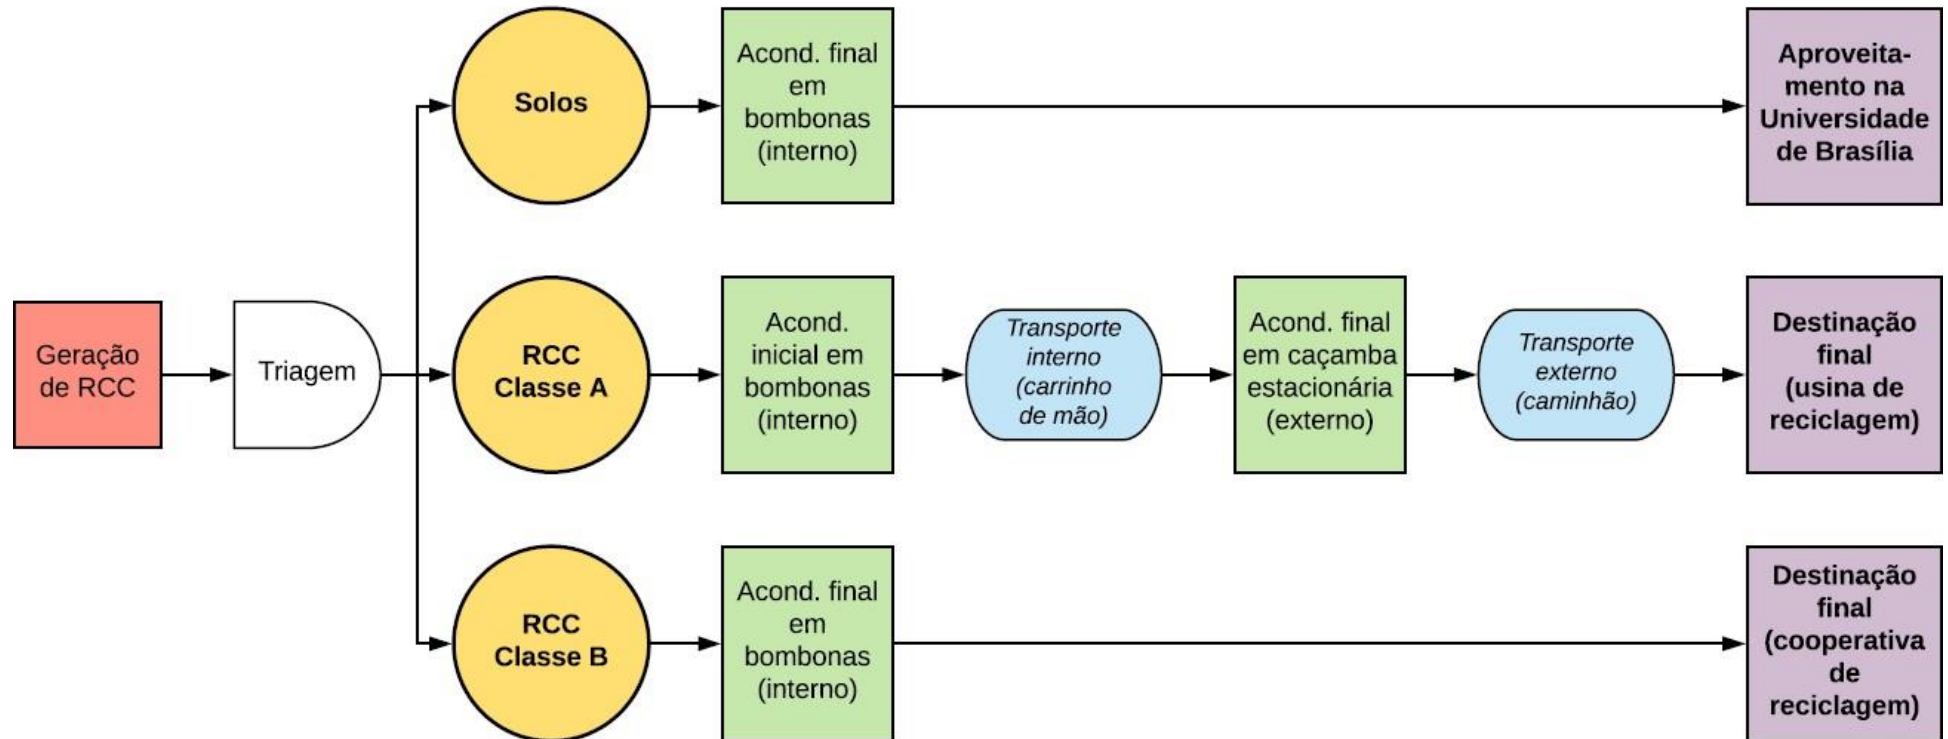 Solos
Acond. final
em
bombonas
(interno)
Aproveita-
mento na
Universidade
de Brasília
Geração
de RCC
Triagem
RCC
Classe A
Acond.
inicial em
bombonas
(interno)
Transporte
interno
(carrinho
de mão)
Acond. final
em caçamba
estacionária
(externo)
Transporte
externo
(caminhão)
Destinação
final
(usina de
reciclagem)
RCC
Classe B
Acond. final
em
bombonas
(interno)
Destinação
final
(cooperativa
de
reciclagem)